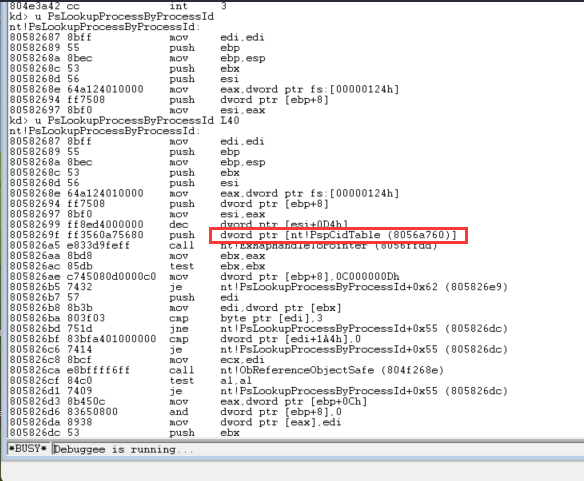 804e3a42 cc int 3
kd> u PsLookupProcessByProcessId
nt!PsLookupProcessByProcessId:
80582687 8bff mov edi,edi
80582689 55 push ebp
8058268a 8bec mov ebp,esp
8058268c 53 push ebx
8058268d 56 push esi
8058268e 64a124010000 mov eax,dword ptr fs:[00000124h]
80582694 ff7508 push dword ptr [ebp+8]
80582697 8bf0 mov esi,eax
kd> u PsLookupProcessByProcessId L40
nt!PsLookupProcessByProcessId:
80582687 8bff mov edi,edi
80582689 55 push ebp
8058268a 8bec mov ebp,esp
8058268c 53 push ebx
8058268d 56 push esi
8058268e 64a124010000 mov eax,dword ptr fs:[00000124h]
80582694 ff7508 push dword ptr [ebp+8]
80582697 8bf0 mov esi,eax
80582699 ff8ed4000000 dec dword ptr [esi+0D4h]
8058269f ff3560a75680 push dword ptr [nt!PspCidTable (8056a760)]
805826a5 e833d9feff call nt!ExMapHandleToPointer (8056ffdd)
805826aa 8bd8 mov ebx,eax
805826ac 85db test ebx,ebx
805826ae c745080d0000c0 mov dword ptr [ebp+8],0C000000Dh
805826b5 7432 je nt!PsLookupProcessByProcessId+0x62 (805826e9)
805826b7 57 push edi
805826b8 8b3b mov edi,dword ptr [ebx]
805826ba 803f03 cmp byte ptr [edi],3
805826bd 751d jne nt!PsLookupProcessByProcessId+0x55 (805826dc)
805826bf 83bfa401000000 cmp dword ptr [edi+1A4h],0
805826c6 7414 je nt!PsLookupProcessByProcessId+0x55 (805826dc)
805826c8 8bcf mov ecx,edi
805826ca e8bffff6ff call nt!ObReferenceObjectSafe (804f268e)
805826cf 84c0 test al,al
805826d1 7409 je nt!PsLookupProcessByProcessId+0x55 (805826dc)
805826d3 8b450c mov eax,dword ptr [ebp+0Ch]
805826d6 83650800 and dword ptr [ebp+8],0
805826da 8938 mov dword ptr [eax],edi
805826dc 53 push ebx
*BUSY* Debuggee is running...